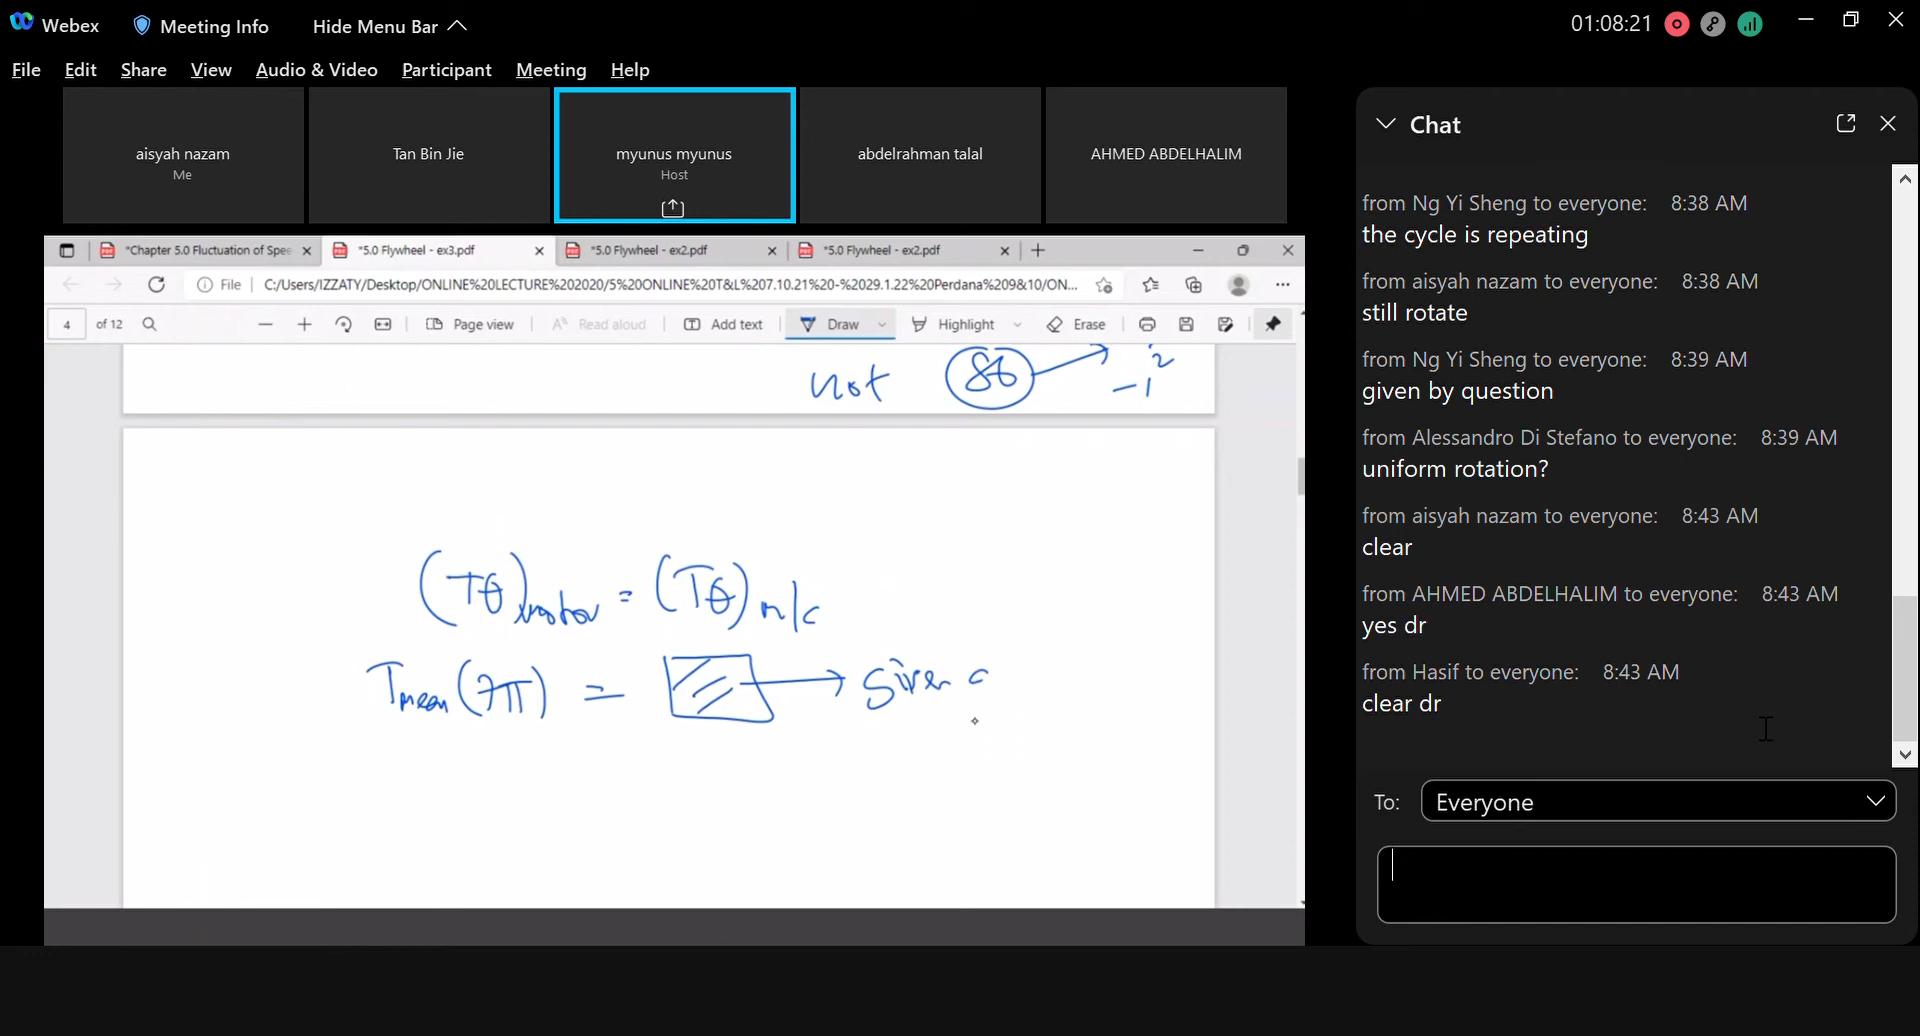 Webex
Meeting Info
Hide Menu Bar
01:08:21
File Edit Share View Audio & Video Participant Meeting Help
aisyah nazam
Me
Tan Bin Jie
myunus myunus
Host
abdelrahman talal
AHMED ABDELHALIM
*Chapter 5.0 Fluctuation of Spee
*5.0 Flywheel - ex3.pdf
*5.0 Flywheel - ex2.pdf
*5.0 Flywheel - ex2.pdf
File C:/Users/IZZATY/Desktop/ONLINE%20LECTURE%202020/5%20ONLINE%20T&L%207.10.21%20-%2029.1.22%20Perdana%209&10/ON...
4 of 12
Page view
Read aloud
Add text
Draw
Highlight
Erase
not 86 2
-1
(Tθ)motor = (Tθ)m/c
Tmean (7π) = → Given
Chat
from Ng Yi Sheng to everyone: 8:38 AM
the cycle is repeating
from aisyah nazam to everyone: 8:38 AM
still rotate
from Ng Yi Sheng to everyone: 8:39 AM
given by question
from Alessandro Di Stefano to everyone: 8:39 AM
uniform rotation?
from aisyah nazam to everyone: 8:43 AM
clear
from AHMED ABDELHALIM to everyone: 8:43 AM
yes dr
from Hasif to everyone: 8:43 AM
clear dr
To: Everyone